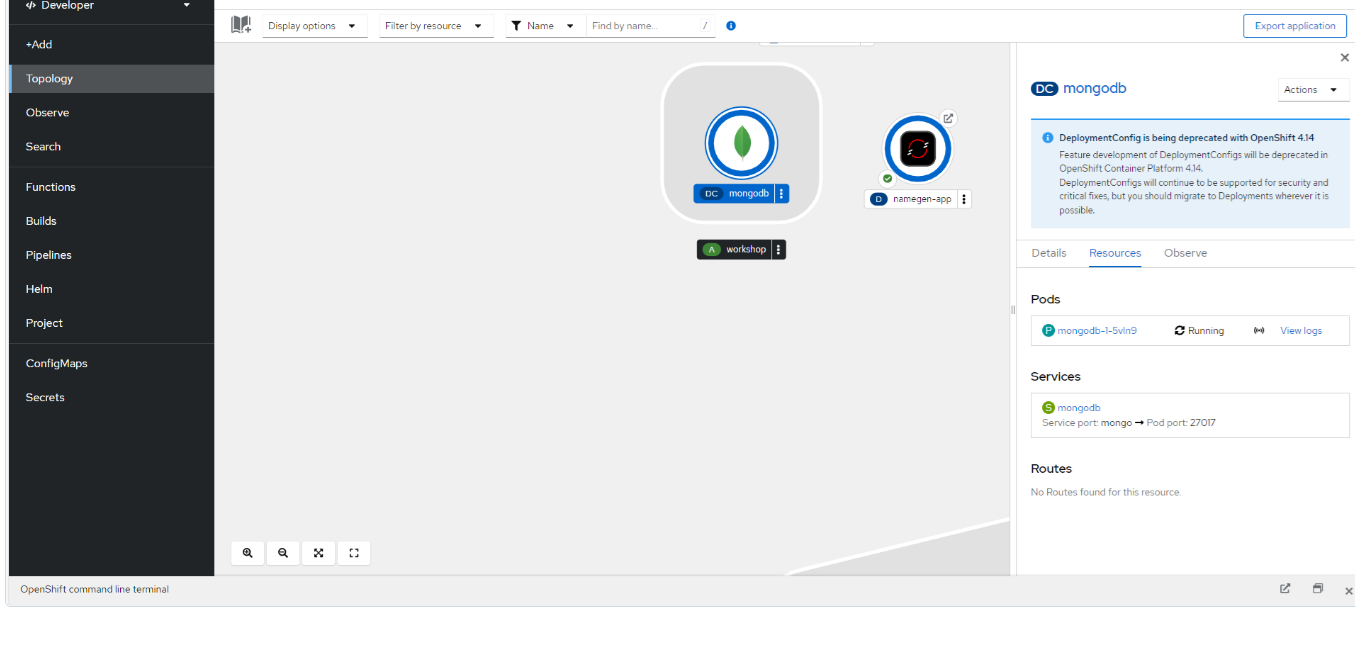 </> Developer
+Add
Topology
Observe
Search
Functions
Builds
Pipelines
Helm
Project
ConfigMaps
Secrets
Display options
Filter by resource
Name
Find by name...
/
Export application
DC mongodb
A workshop
D namegen-app
DC mongodb
Actions
DeploymentConfig is being deprecated with OpenShift 4.14
Feature development of DeploymentConfigs will be deprecated in
OpenShift Container Platform 4.14.
DeploymentConfigs will continue to be supported for security and
critical fixes, but you should migrate to Deployments wherever it is
possible.
Details Resources Observe
Pods
P mongodb-1-5vln9 Running View logs
Services
S mongodb
Service port: mongo → Pod port: 27017
Routes
No Routes found for this resource.
OpenShift command line terminal